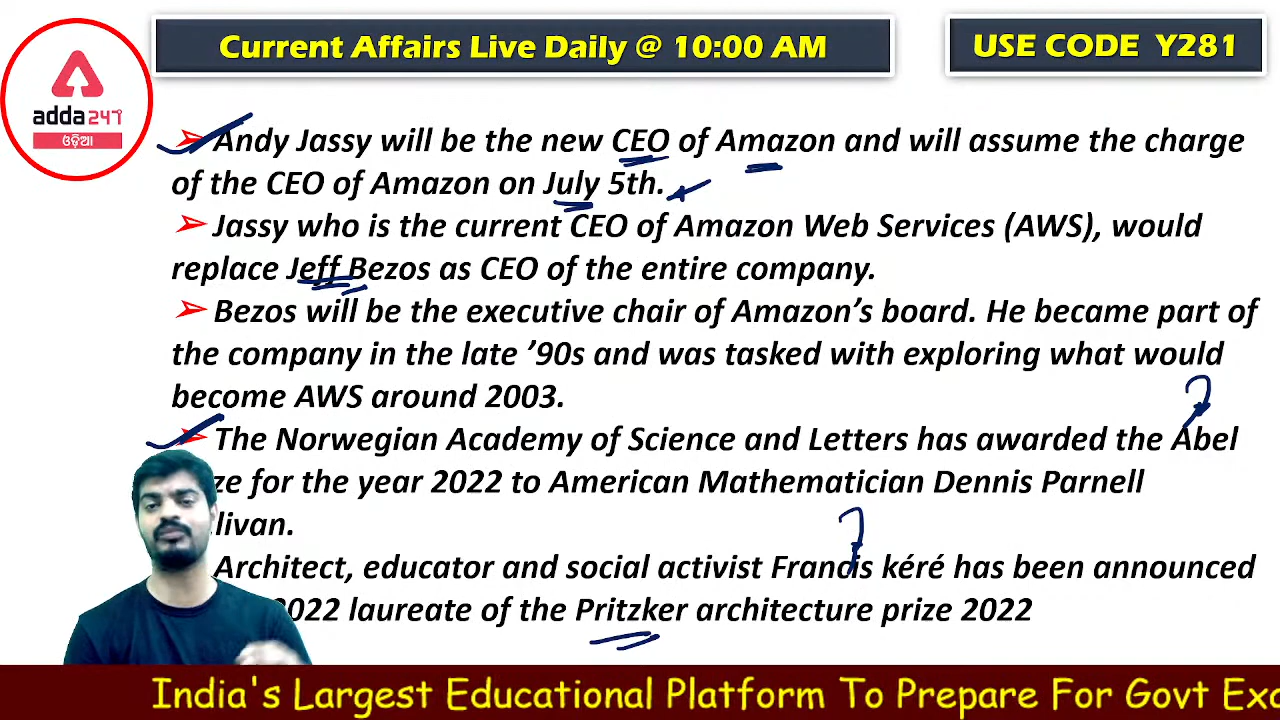 Current Affairs Live Daily @ 10:00 AM
USE CODE Y281
adda247
ଓଡ଼ିଆ
➢ Andy Jassy will be the new CEO of Amazon and will assume the charge
of the CEO of Amazon on July 5th.
➢ Jassy who is the current CEO of Amazon Web Services (AWS), would
replace Jeff Bezos as CEO of the entire company.
➢ Bezos will be the executive chair of Amazon’s board. He became part of
the company in the late ’90s and was tasked with exploring what would
become AWS around 2003.
➢ The Norwegian Academy of Science and Letters has awarded the Abel
ze for the year 2022 to American Mathematician Dennis Parnell
llivan.
Architect, educator and social activist Francis kéré has been announced
2022 laureate of the Pritzker architecture prize 2022
India's Largest Educational Platform To Prepare For Govt Exa